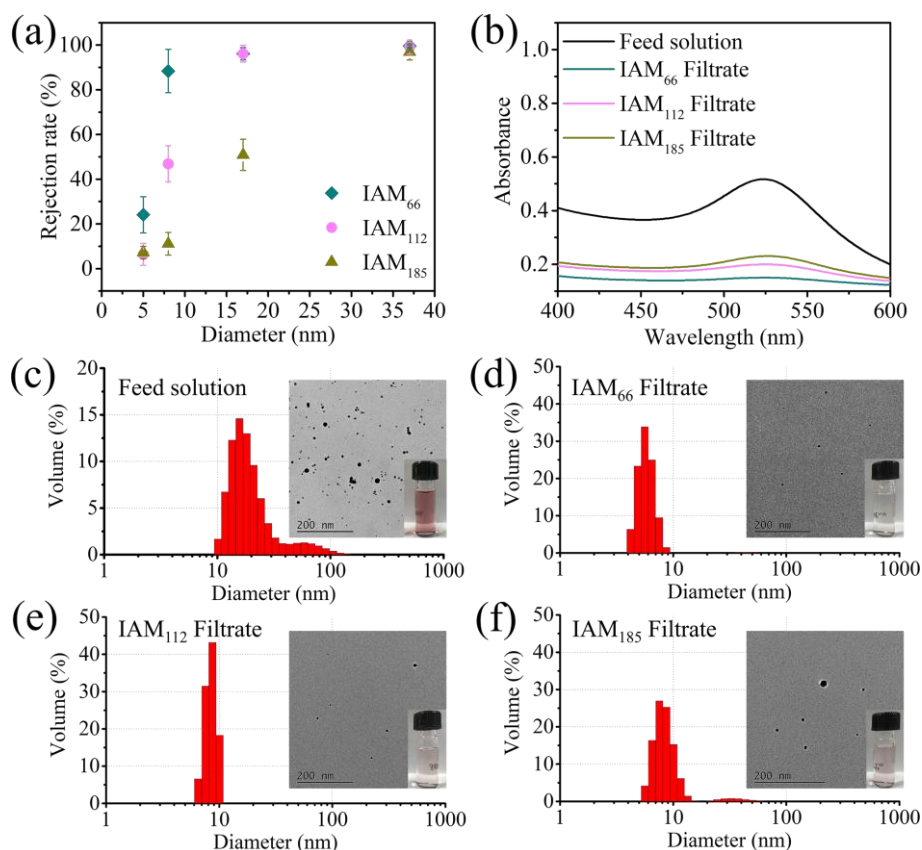 (a)
Rejection rate (%)
100
80
60
40
20
0
IAM66
IAM112
IAM185
0 5 10 15 20 25 30 35 40
Diameter (nm)
(b)
Absorbance
1.0
0.8
0.6
0.4
0.2
Feed solution
IAM66 Filtrate
IAM112 Filtrate
IAM185 Filtrate
400 450 500 550 600
Wavelength (nm)
(c)
Feed solution
Volume (%)
20
15
10
5
0
200 nm
1 10 100 1000
Diameter (nm)
(d)
IAM66 Filtrate
Volume (%)
50
40
30
20
10
0
200 nm
1 10 100 1000
Diameter (nm)
(e)
IAM112 Filtrate
Volume (%)
50
40
30
20
10
0
200 nm
1 10 100 1000
Diameter (nm)
(f)
IAM185 Filtrate
Volume (%)
50
40
30
20
10
0
200 nm
1 10 100 1000
Diameter (nm)